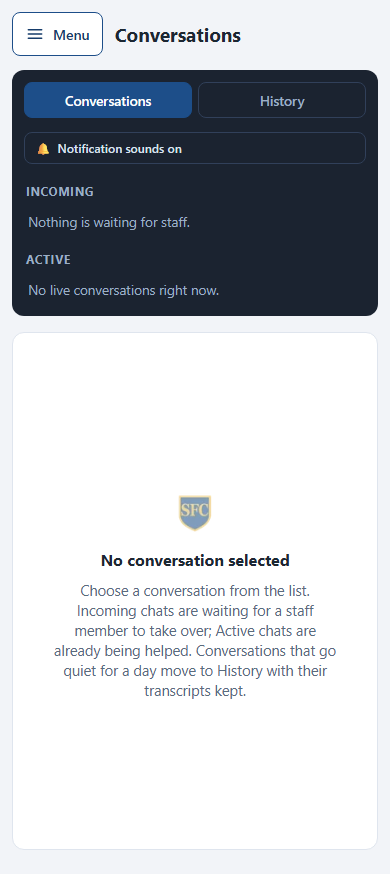 Menu
Conversations
Conversations
History
Notification sounds on
INCOMING
Nothing is waiting for staff.
ACTIVE
No live conversations right now.
SFC
No conversation selected
Choose a conversation from the list.
Incoming chats are waiting for a staff
member to take over; Active chats are
already being helped. Conversations that go
quiet for a day move to History with their
transcripts kept.